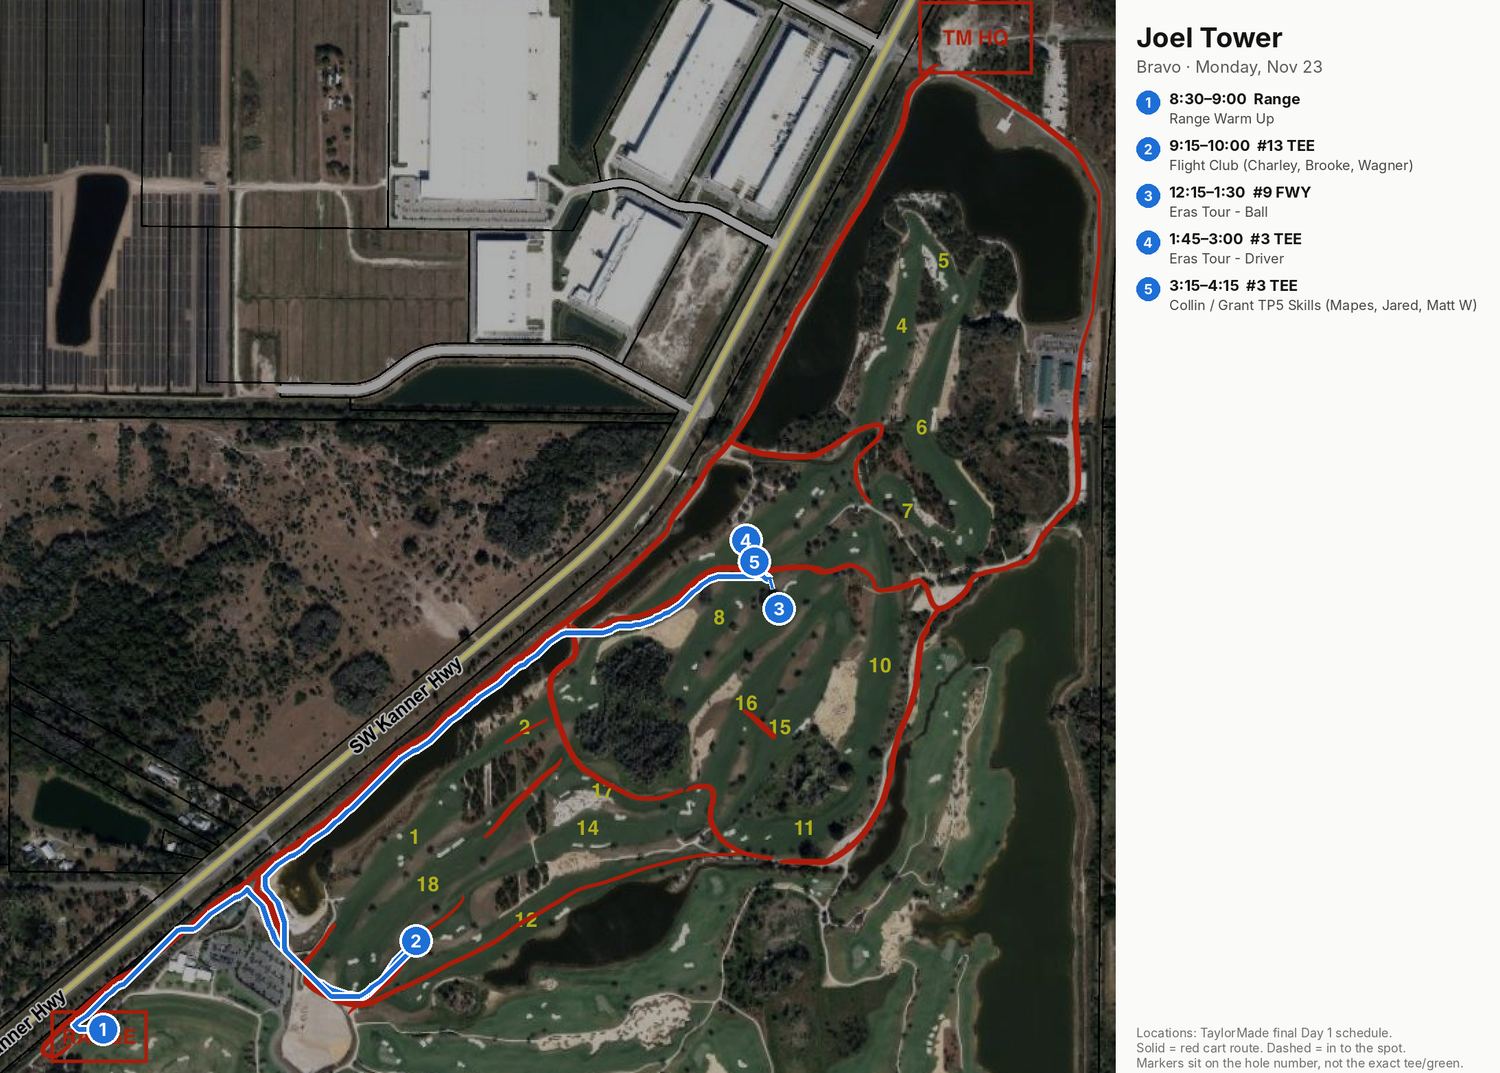 Joel Tower
Bravo · Monday, Nov 23
1 8:30–9:00 Range
Range Warm Up
2 9:15–10:00 #13 TEE
Flight Club (Charley, Brooke, Wagner)
3 12:15–1:30 #9 FWY
Eras Tour - Ball
4 1:45–3:00 #3 TEE
Eras Tour - Driver
5 3:15–4:15 #3 TEE
Collin / Grant TP5 Skills (Mapes, Jared, Matt W)
TM HQ
5
4
6
7
4
5
3
8
10
SW Kanner Hwy
16
2
15
17
14
11
1
18
12
2
nner Hwy
1
Locations: TaylorMade final Day 1 schedule.
Solid = red cart route. Dashed = in to the spot.
Markers sit on the hole number, not the exact tee/green.